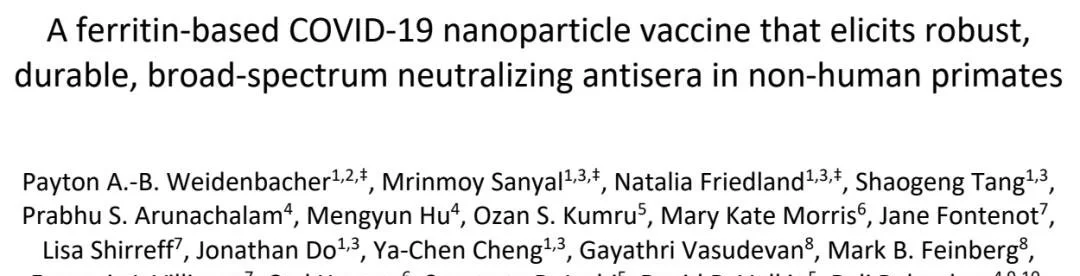 A ferritin-based COVID-19 nanoparticle vaccine that elicits robust,
durable, broad-spectrum neutralizing antisera in non-human primates
Payton A.-B. Weidenbacher1,2,‡, Mrinmoy Sanyal1,3,‡, Natalia Friedland1,3,‡, Shaogeng Tang1,3,
Prabhu S. Arunachalam4, Mengyun Hu4, Ozan S. Kumru5, Mary Kate Morris6, Jane Fontenot7,
Lisa Shirreff7, Jonathan Do1,3, Ya-Chen Cheng1,3, Gayathri Vasudevan8, Mark B. Feinberg8,